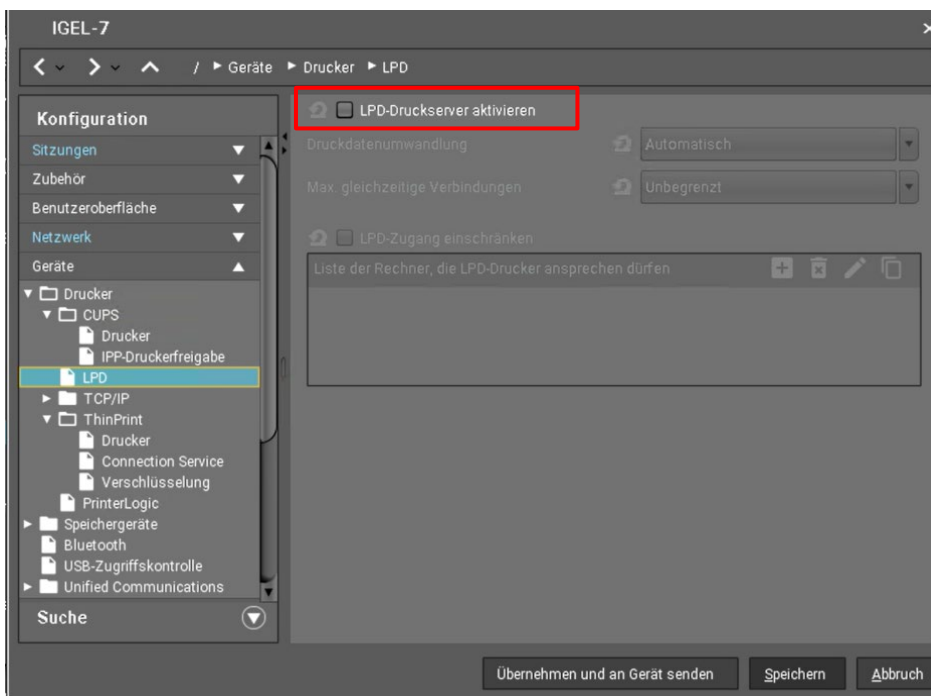 IGEL-7
/ Geräte Drucker LPD
Konfiguration
Sitzungen
Zubehör
Benutzeroberfläche
Netzwerk
Geräte
Drucker
CUPS
Drucker
IPP-Druckerfreigabe
LPD
TCP/IP
ThinPrint
Drucker
Connection Service
Verschlüsselung
PrinterLogic
Speichergeräte
Bluetooth
USB-Zugriffskontrolle
Unified Communications
Suche
LPD-Druckserver aktivieren
Druckdatenumwandlung Automatisch
Max. gleichzeitige Verbindungen Unbegrenzt
LPD-Zugang einschränken
Liste der Rechner, die LPD-Drucker ansprechen dürfen
Übernehmen und an Gerät senden Speichern Abbruch